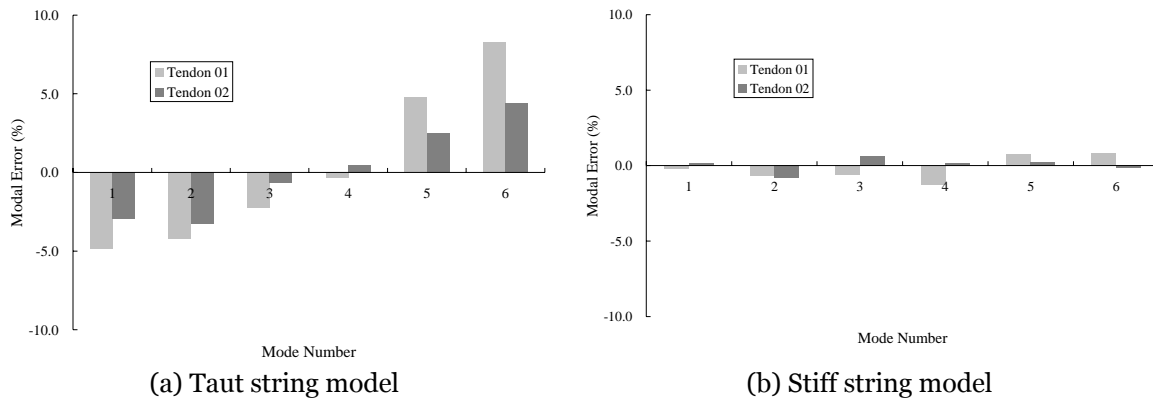 10.0
5.0
0.0
-5.0
-10.0
Modal Error (%)
Tendon 01
Tendon 02
1 2 3 4 5 6
Mode Number
(a) Taut string model
10.0
5.0
0.0
-5.0
-10.0
Modal Error (%)
Tendon 01
Tendon 02
1 2 3 4 5 6
Mode Number
(b) Stiff string model